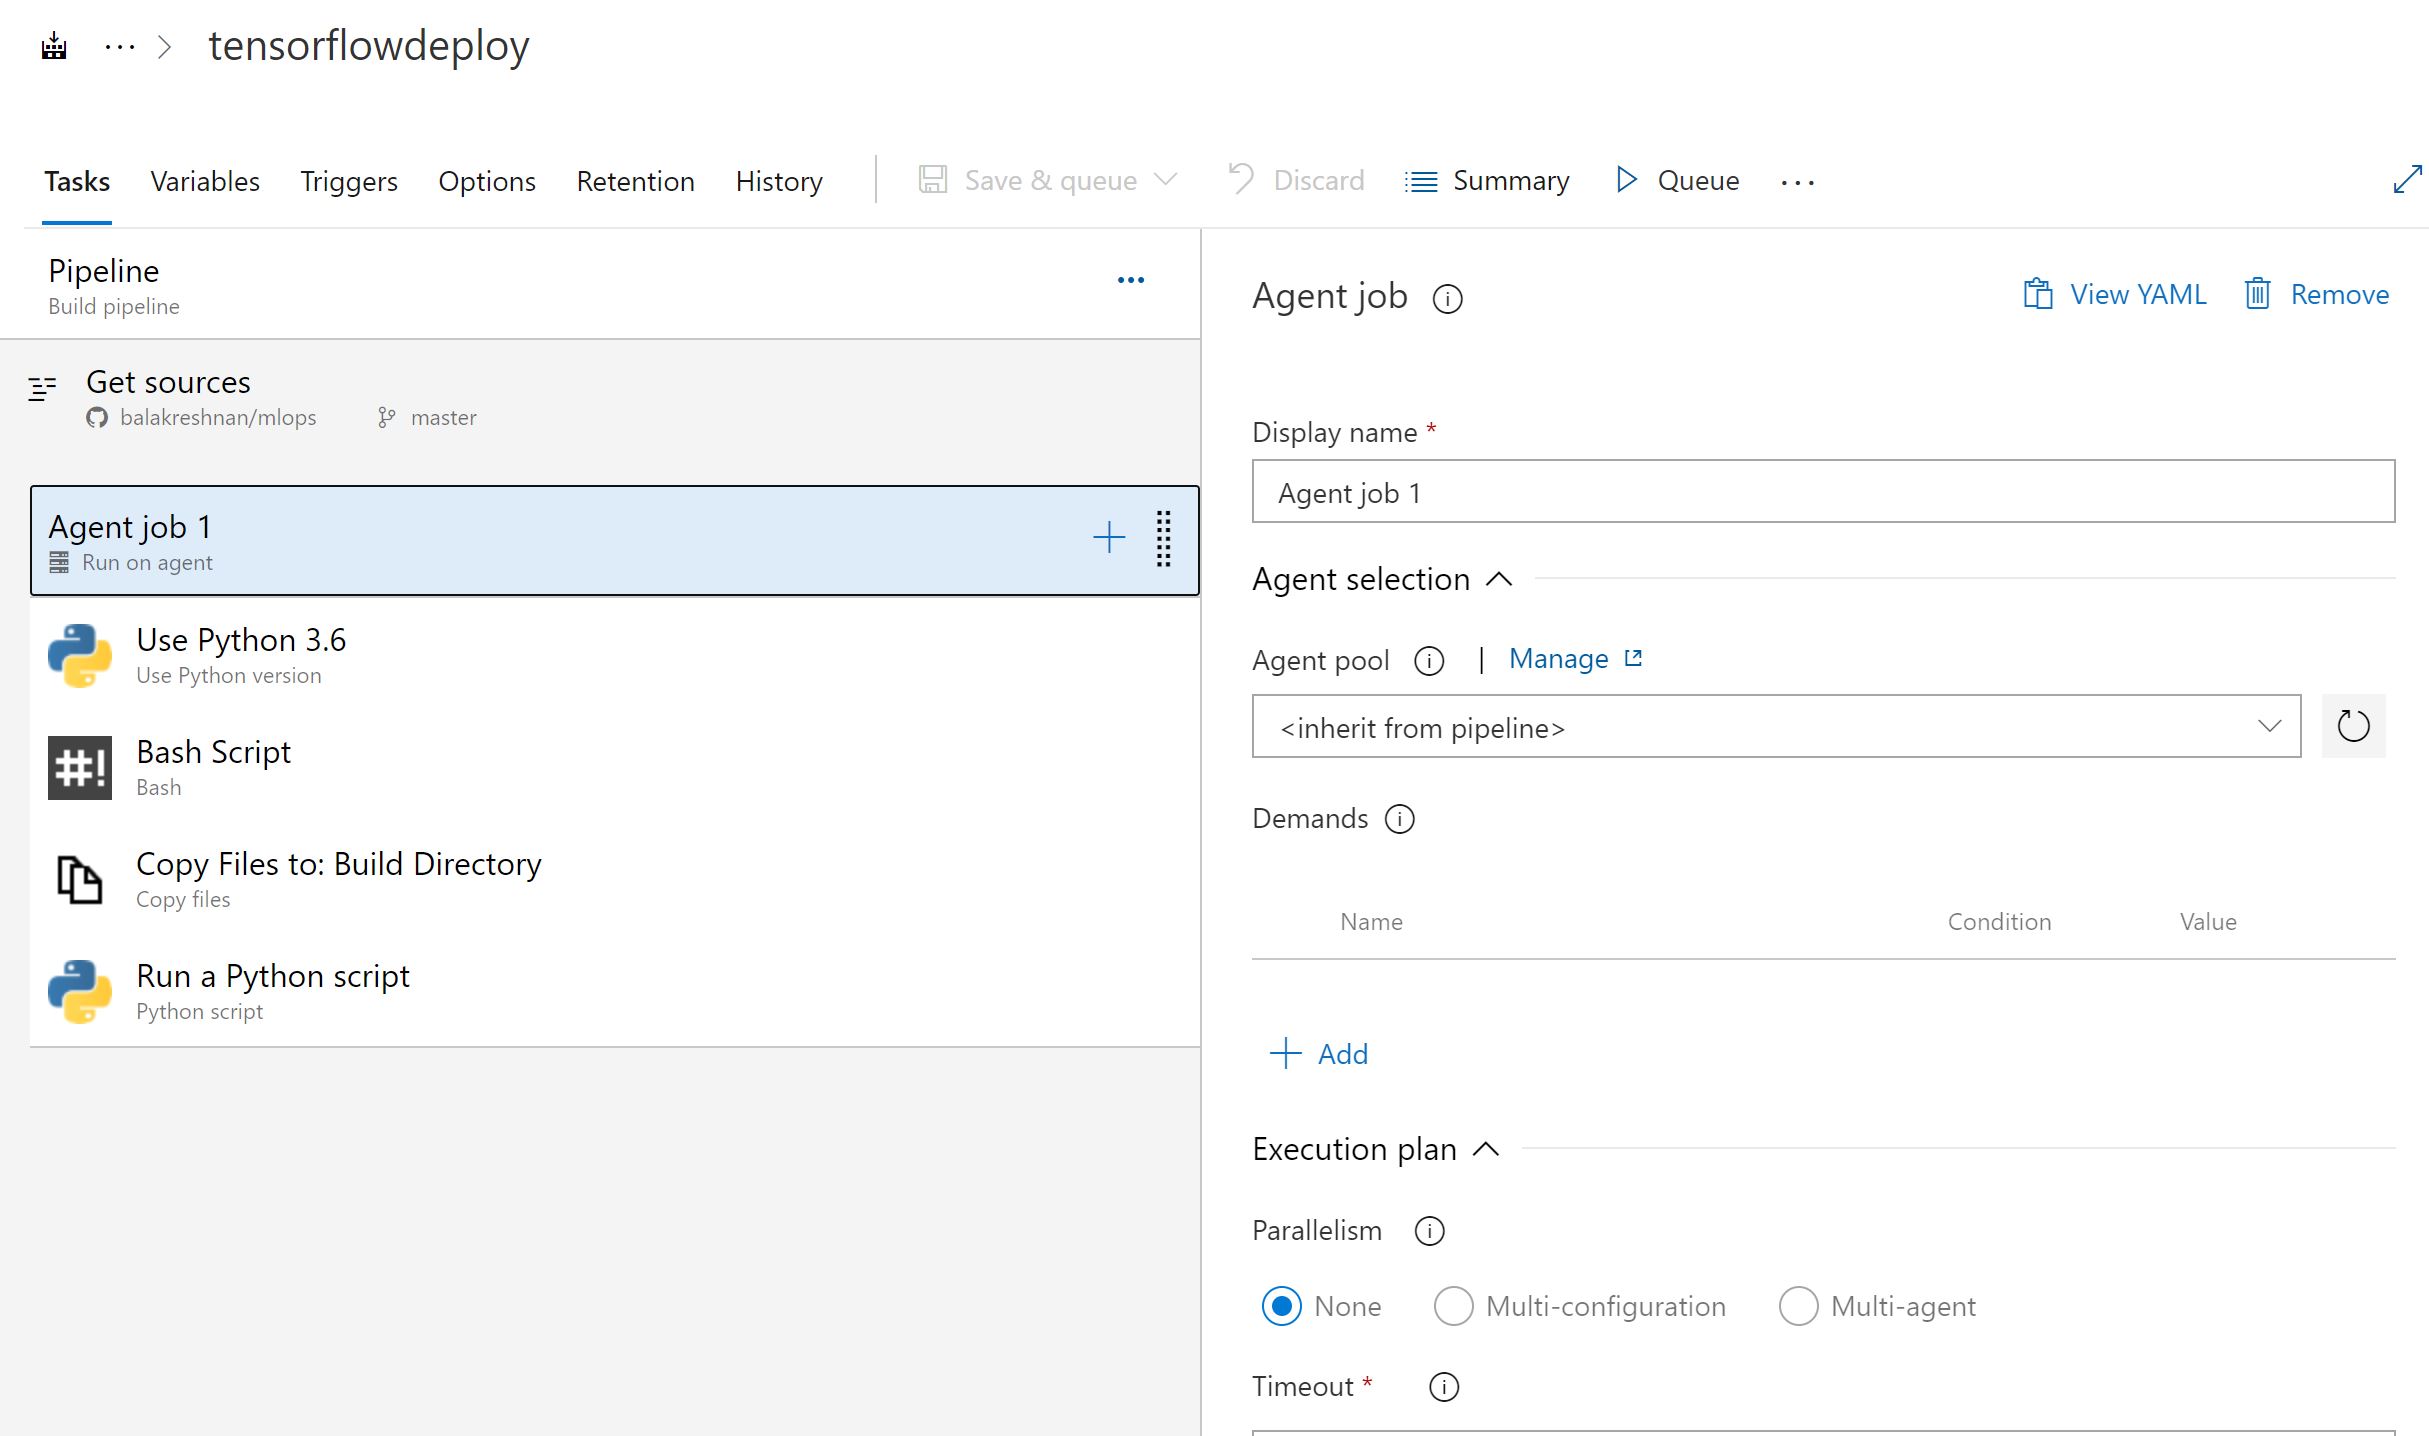 ... > tensorflowdeploy
Tasks Variables Triggers Options Retention History Save & queue Discard Summary Queue ...
Pipeline
Build pipeline
Get sources
balakreshnan/mlops master
Agent job 1
Run on agent
Use Python 3.6
Use Python version
#! Bash Script
Bash
Copy Files to: Build Directory
Copy files
Run a Python script
Python script
Agent job View YAML Remove
Display name *
Agent job 1
Agent selection
Agent pool | Manage
<inherit from pipeline>
Demands
Name Condition Value
+ Add
Execution plan
Parallelism
None Multi-configuration Multi-agent
Timeout *